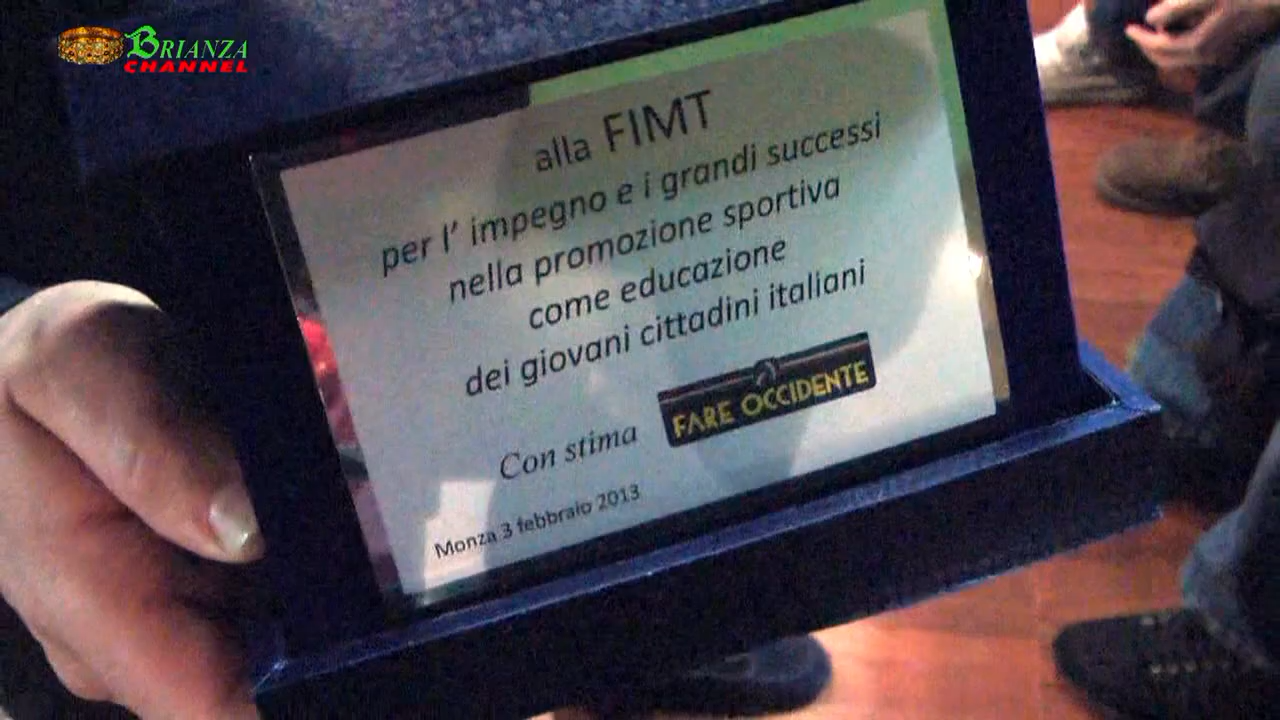 BRIANZA
CHANNEL
alla FIMT
per l' impegno e i grandi successi
nella promozione sportiva
come educazione
dei giovani cittadini italiani
Con stima
FARE OCCIDENTE
Monza 3 febbraio 2013